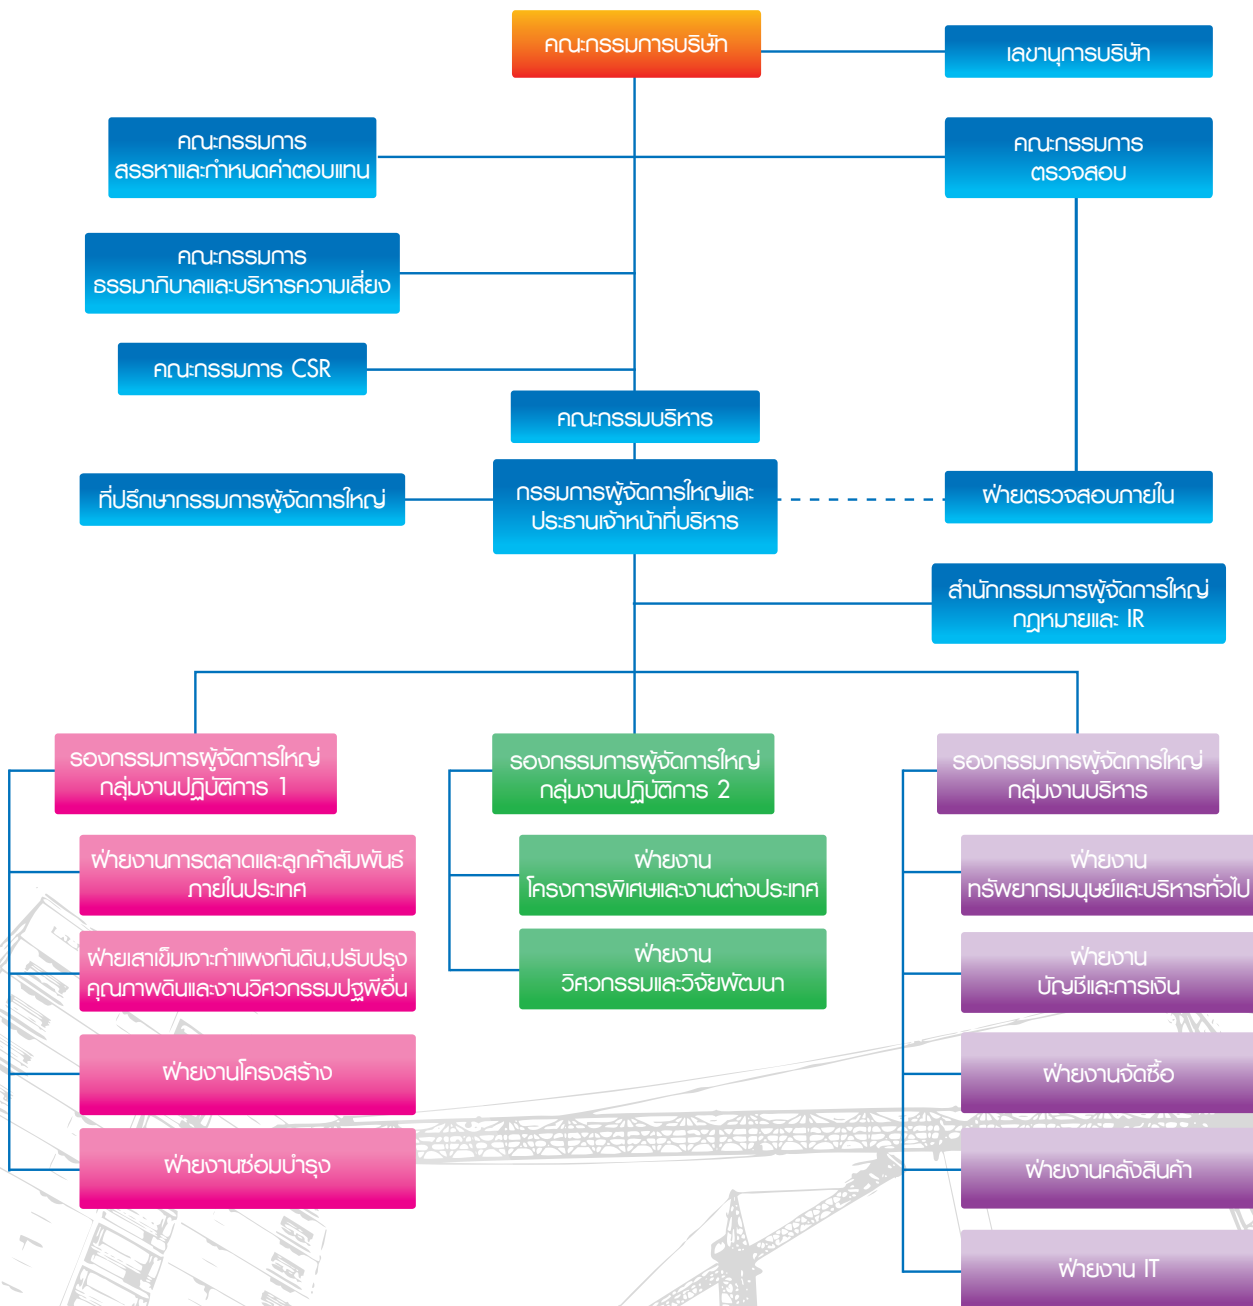 คณะกรรมการบริษัท
เลขานุการบริษัท
คณะกรรมการ
สรรหาและกำหนดค่าตอบแทน
คณะกรรมการ
ตรวจสอบ
คณะกรรมการ
ธรรมาภิบาลและบริหารความเสี่ยง
คณะกรรมการ CSR
คณะกรรมบริหาร
ที่ปรึกษากรรมการผู้จัดการใหญ่
กรรมการผู้จัดการใหญ่และ
ประธานเจ้าหน้าที่บริหาร
ฝ่ายตรวจสอบภายใน
สำนักกรรมการผู้จัดการใหญ่
กฎหมายและ IR
รองกรรมการผู้จัดการใหญ่
กลุ่มงานปฏิบัติการ 1
ฝ่ายงานการตลาดและลูกค้าสัมพันธ์
ภายในประเทศ
ฝ่ายเสาเข็มเจาะกำแพงกันดิน,ปรับปรุง
คุณภาพดินและงานวิศวกรรมปฐพีอื่น
ฝ่ายงานโครงสร้าง
ฝ่ายงานซ่อมบำรุง
รองกรรมการผู้จัดการใหญ่
กลุ่มงานปฏิบัติการ 2
ฝ่ายงาน
โครงการพิเศษและงานต่างประเทศ
ฝ่ายงาน
วิศวกรรมและวิจัยพัฒนา
รองกรรมการผู้จัดการใหญ่
กลุ่มงานบริหาร
ฝ่ายงาน
ทรัพยากรมนุษย์และบริหารทั่วไป
ฝ่ายงาน
บัญชีและการเงิน
ฝ่ายงานจัดซื้อ
ฝ่ายงานคลังสินค้า
ฝ่ายงาน IT